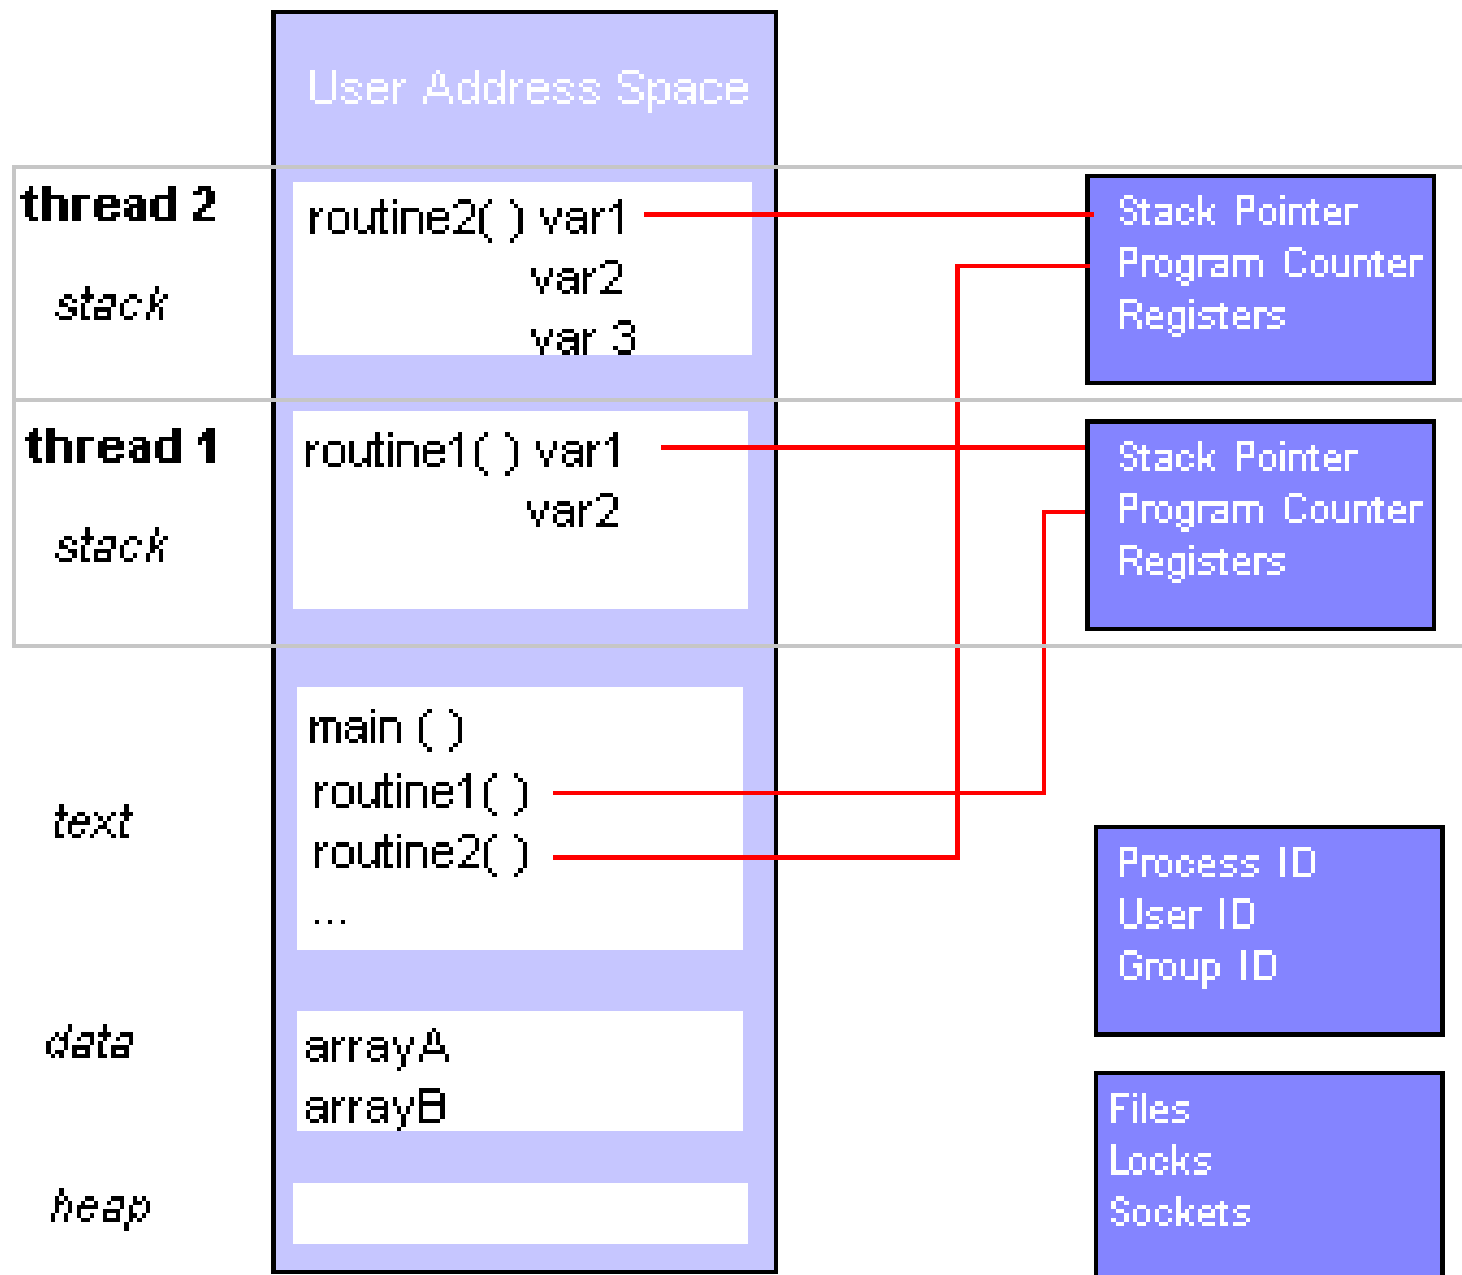 User Address Space
thread 2
stack
routine2( ) var1
var2
var 3
Stack Pointer
Program Counter
Registers
thread 1
stack
routine1( ) var1
var2
Stack Pointer
Program Counter
Registers
text
main ( )
routine1( )
routine2( )
...
Process ID
User ID
Group ID
data
arrayA
arrayB
Files
Locks
Sockets
heap